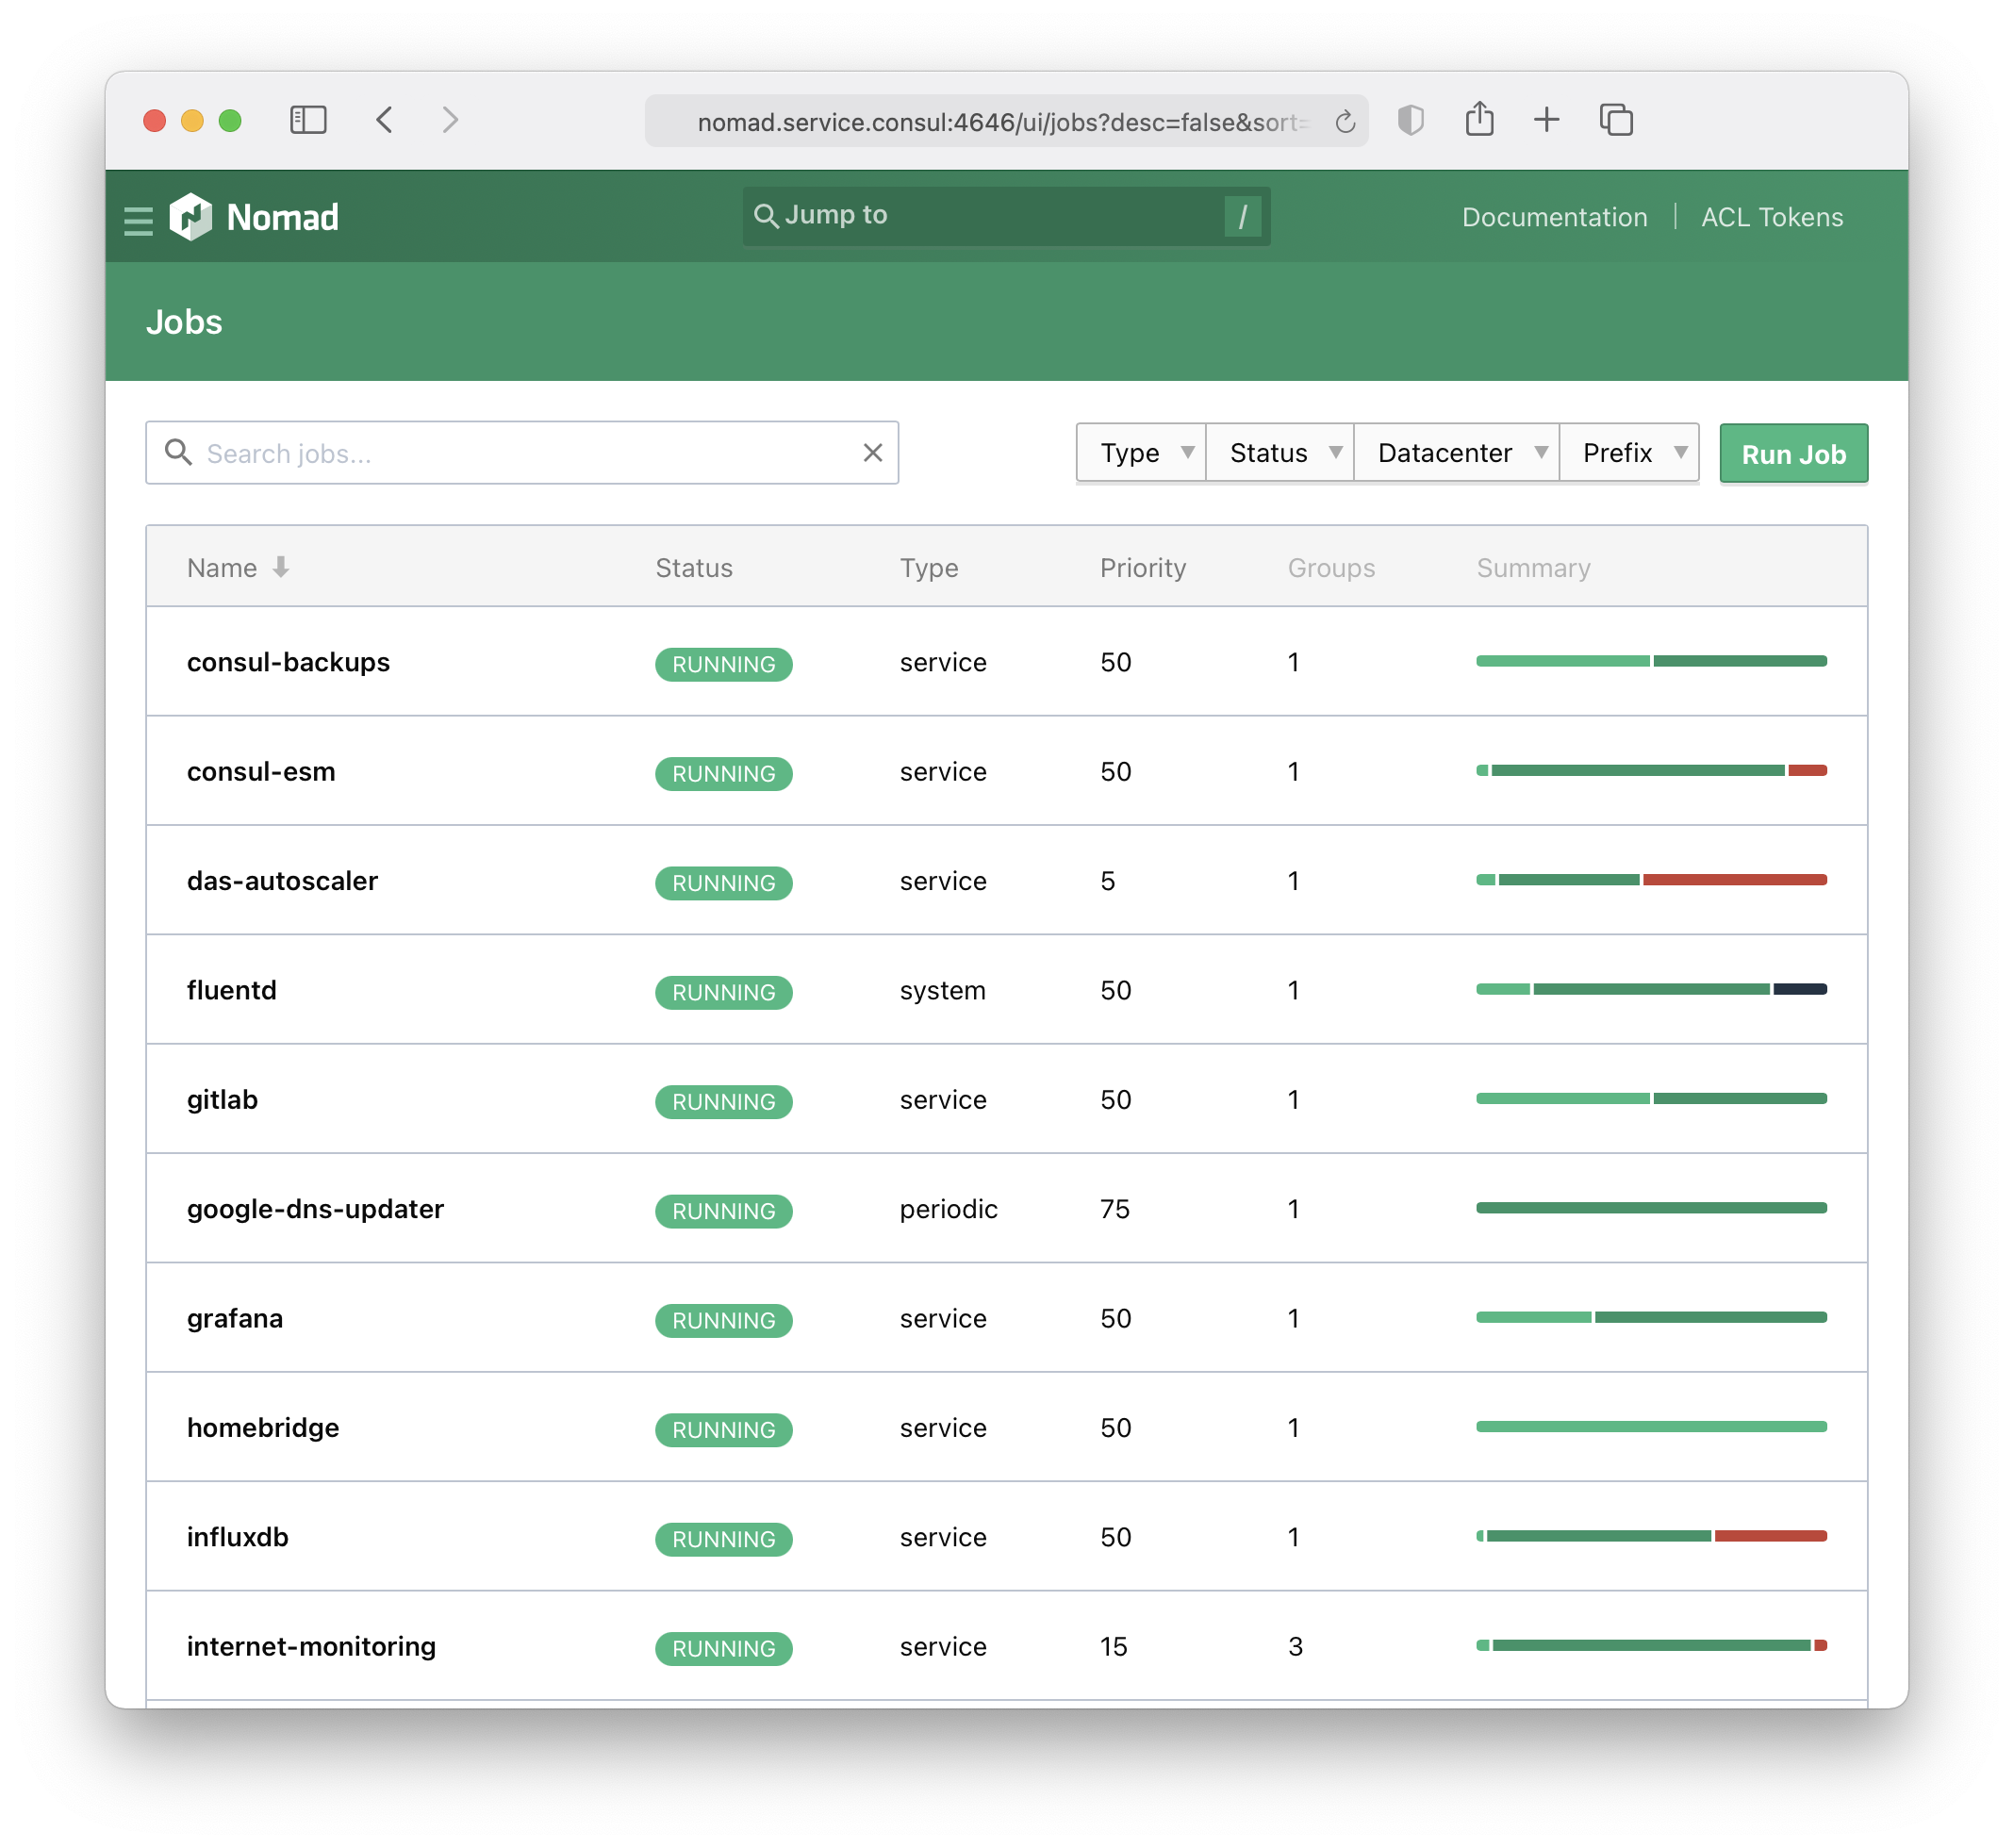 nomad.service.consul:4646/ui/jobs?desc=false&sort=
Nomad
Jump to
/
Documentation
ACL Tokens
Jobs
Search jobs...
Type
Status
Datacenter
Prefix
Run Job
Name Status Type Priority Groups Summary
consul-backups RUNNING service 50 1
consul-esm RUNNING service 50 1
das-autoscaler RUNNING service 5 1
fluentd RUNNING system 50 1
gitlab RUNNING service 50 1
google-dns-updater RUNNING periodic 75 1
grafana RUNNING service 50 1
homebridge RUNNING service 50 1
influxdb RUNNING service 50 1
internet-monitoring RUNNING service 15 3